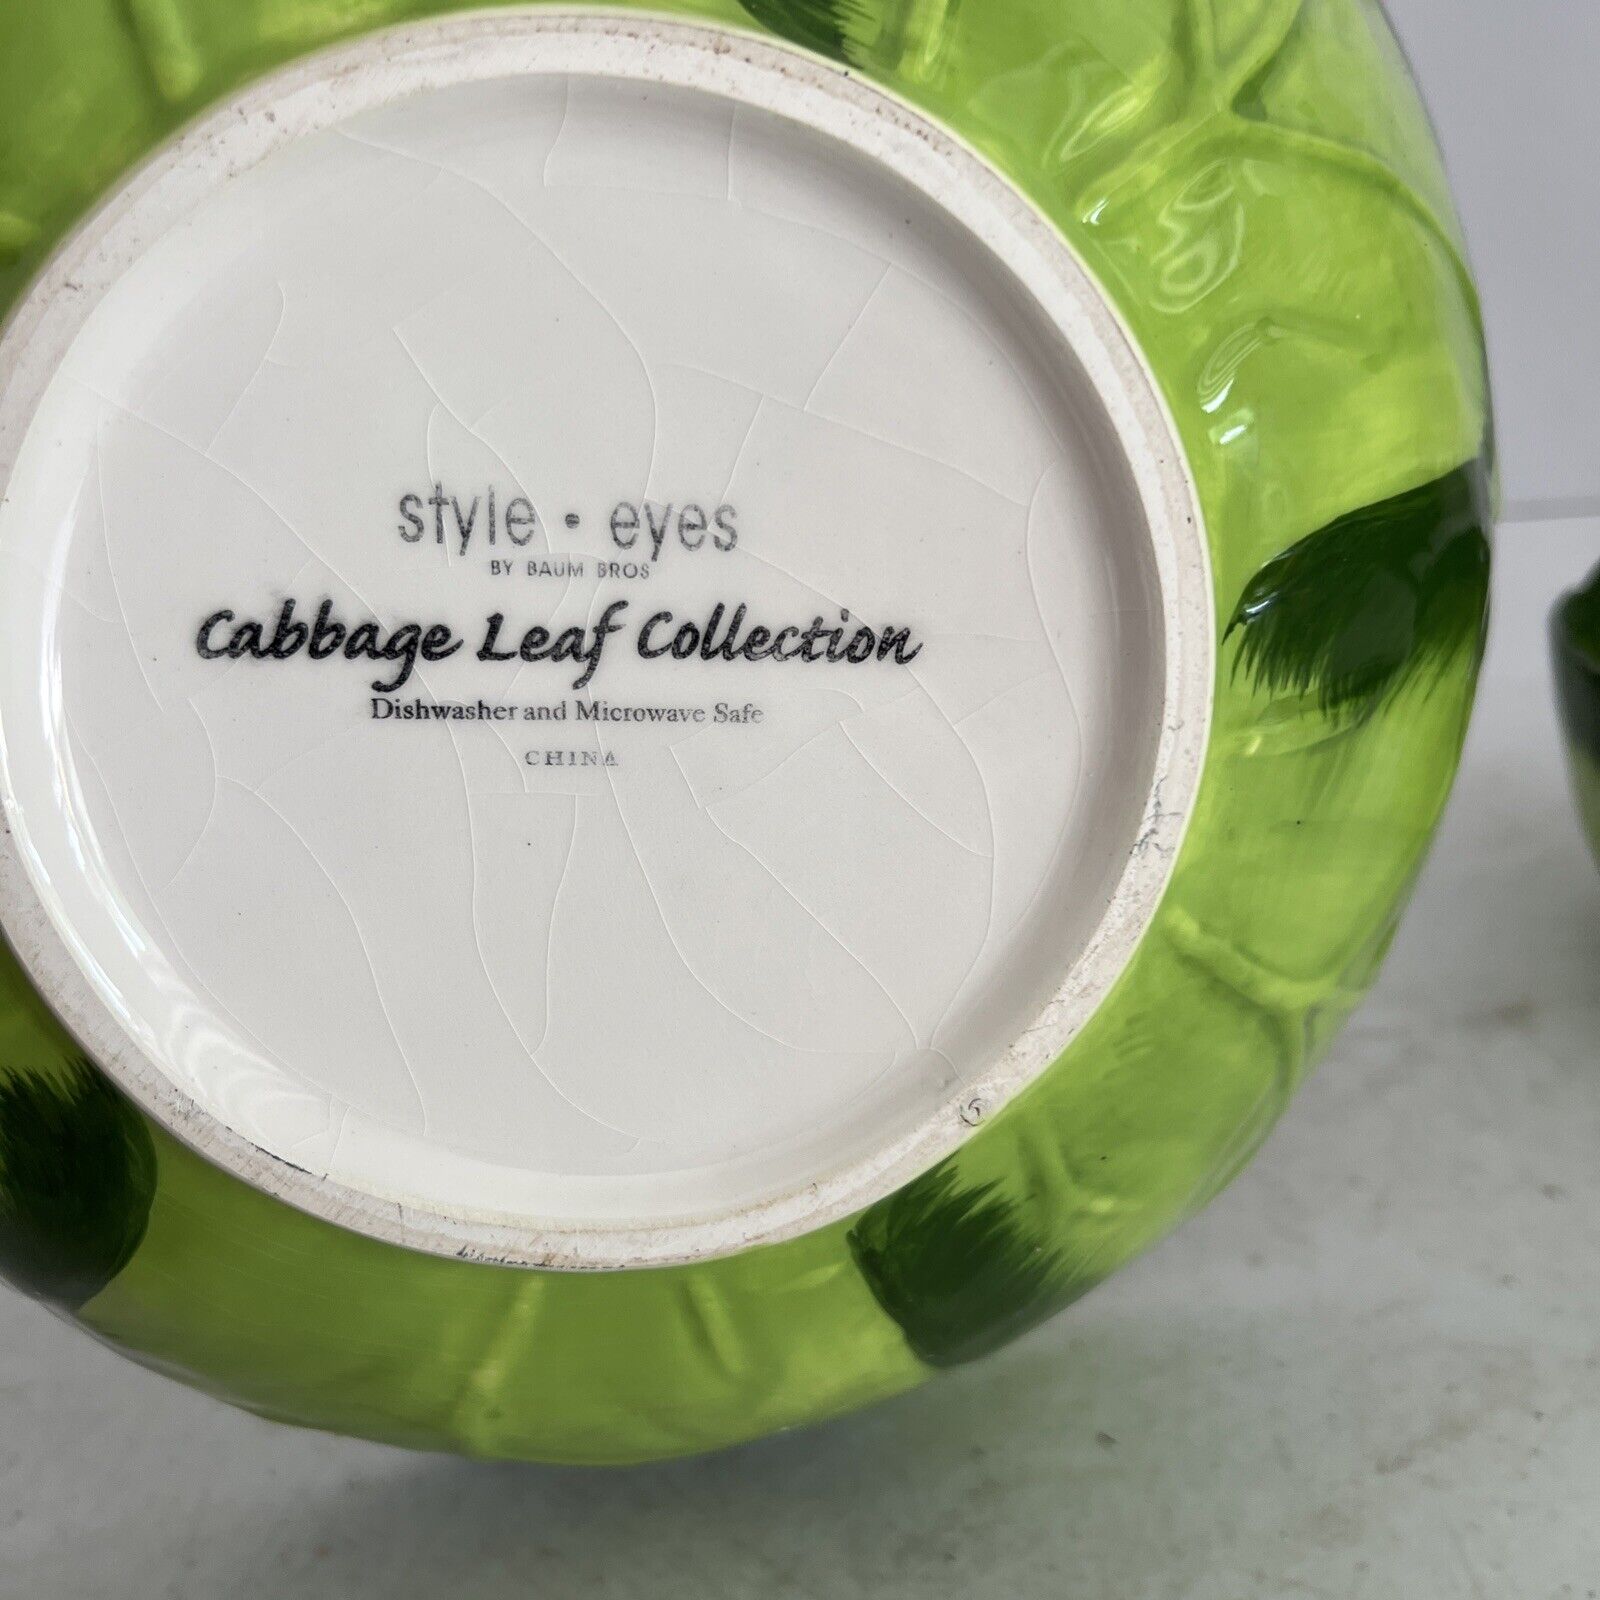 style • eyes
BY BAUM BROS
Cabbage Leaf Collection
Dishwasher and Microwave Safe
CHINA